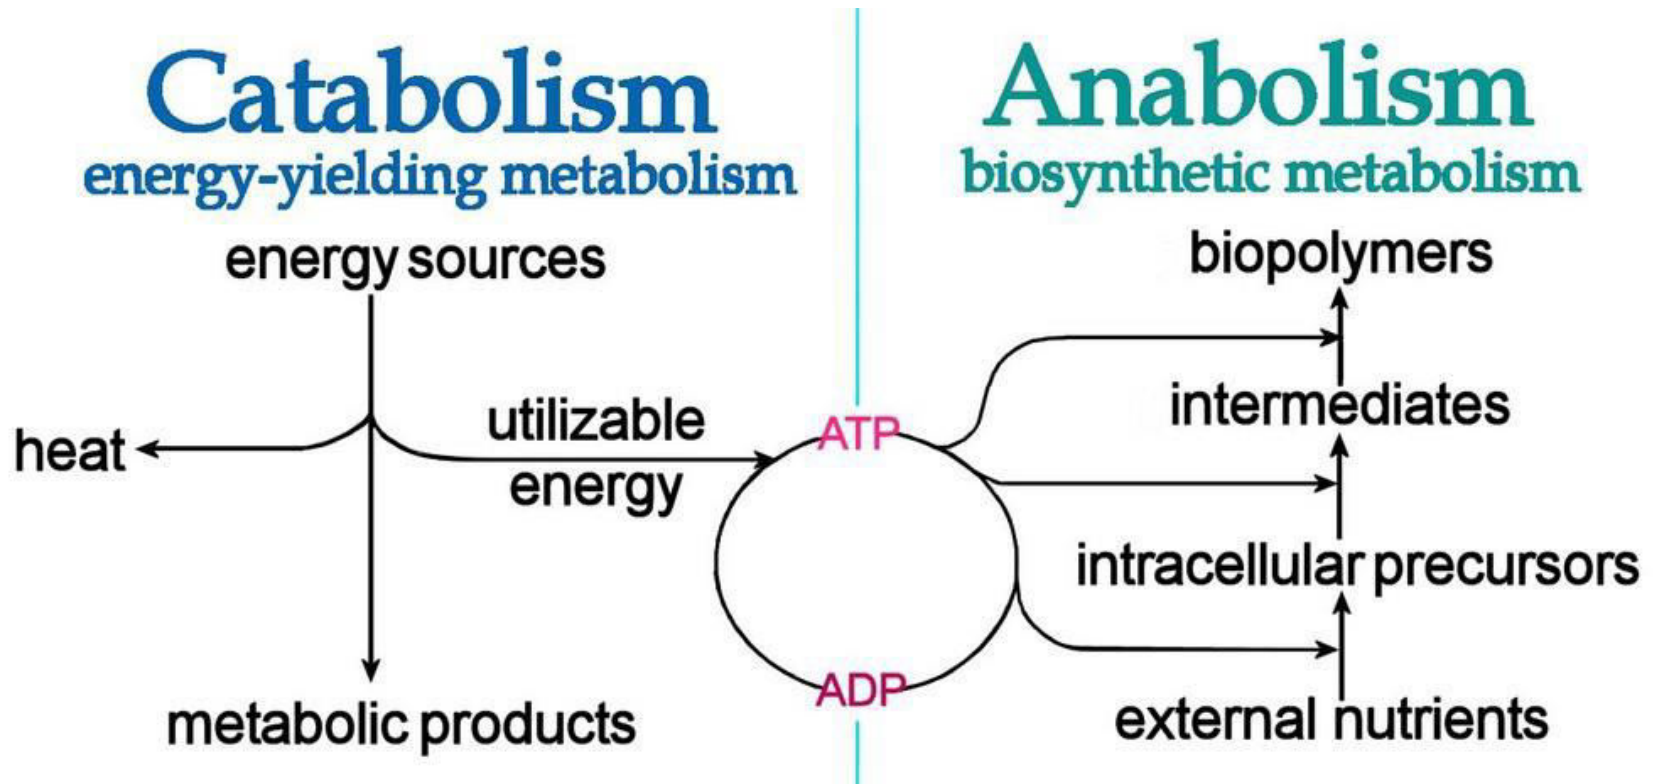 Catabolism
energy-yielding metabolism
energy sources
heat
utilizable
energy
metabolic products
ATP
ADP
Anabolism
biosynthetic metabolism
biopolymers
intermediates
intracellular precursors
external nutrients